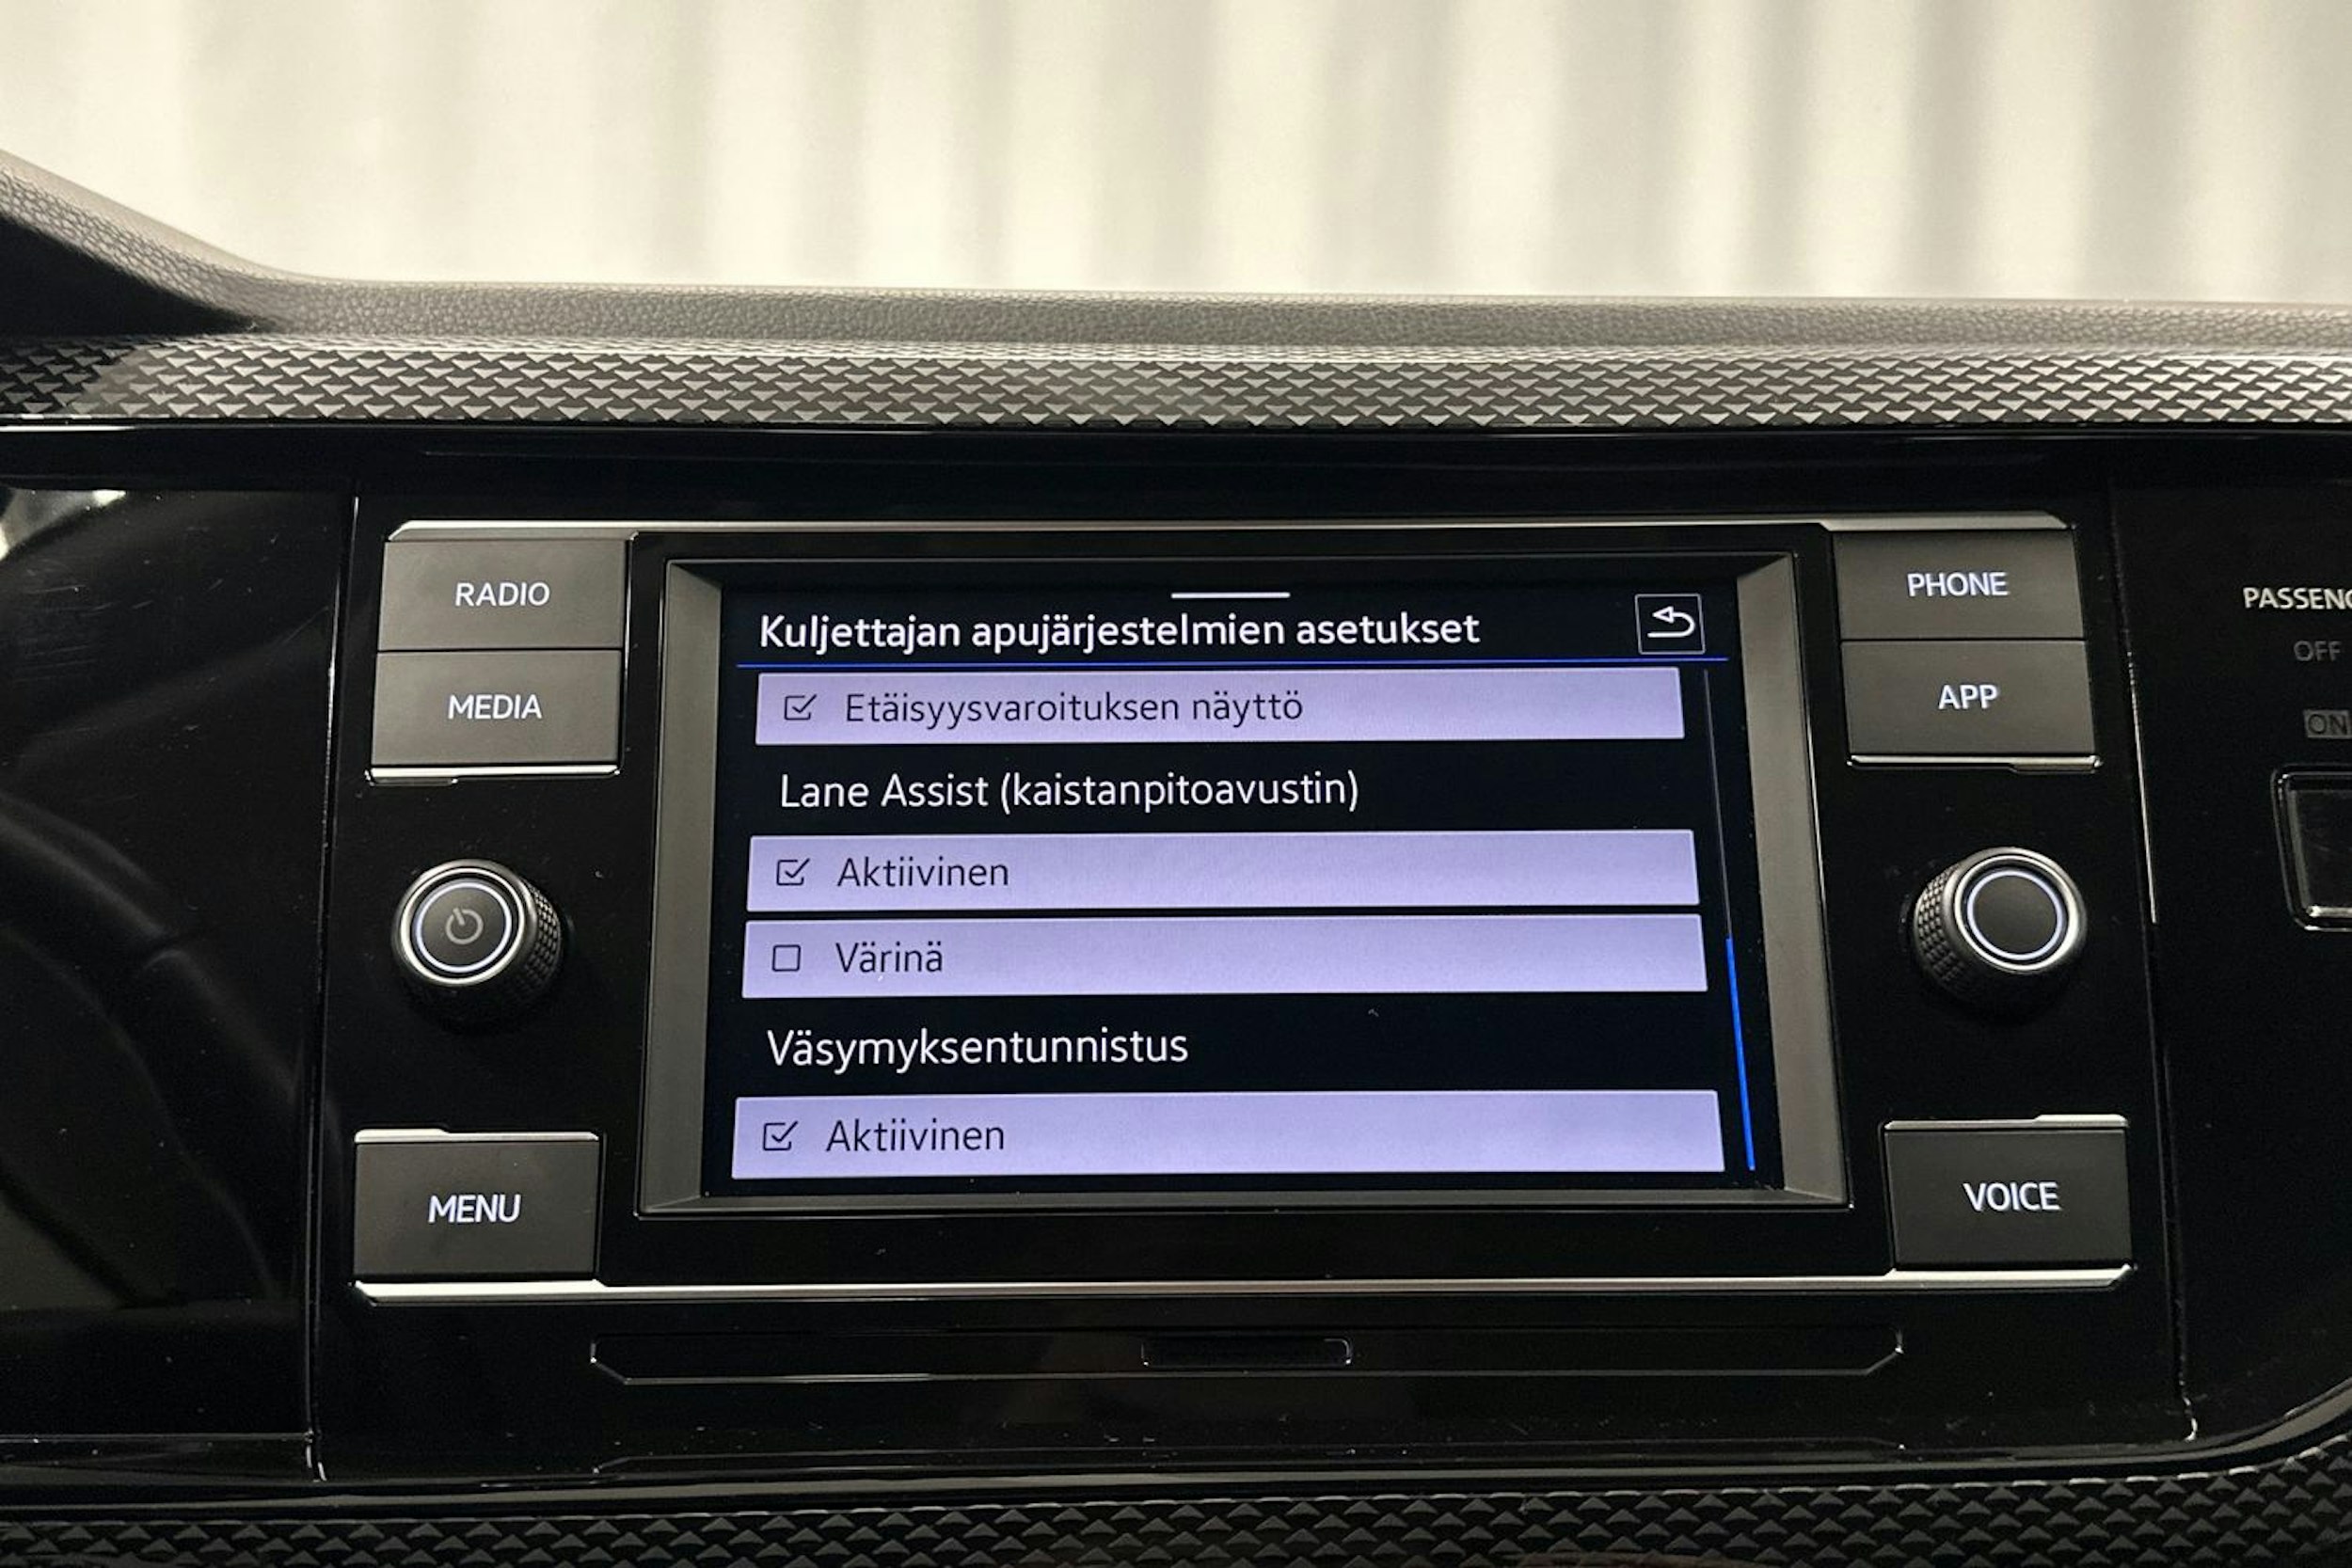 RADIO
MEDIA
MENU
Kuljettajan apujärjestelmien asetukset
Etäisyysvaroituksen näyttö
Lane Assist (kaistanpitoavustin)
Aktiivinen
Värinä
Väsymyksentunnistus
Aktiivinen
PHONE
APP
VOICE
PASSENG
OFF
ON